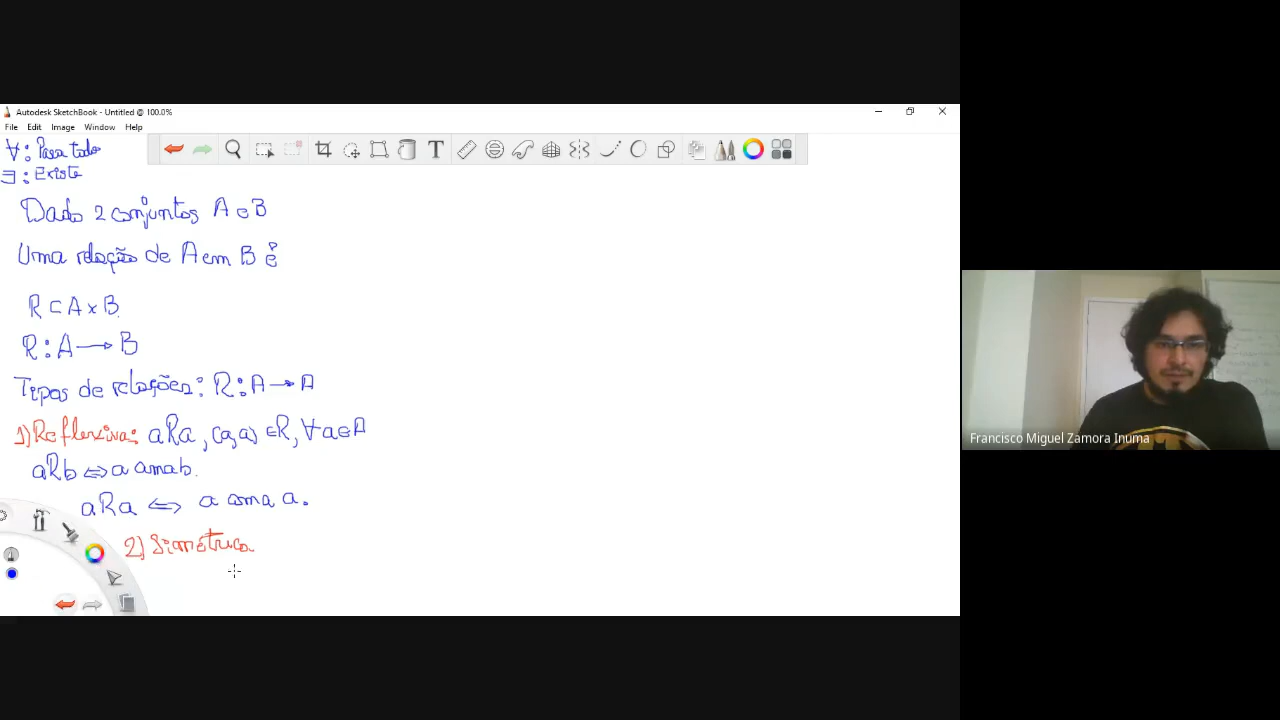 Autodesk SketchBook - Untitled @ 100.0%
File Edit Image Window Help
∀: Para todo
∃: Existe
Dado 2 conjuntos A e B
Uma relação de A em B é
R ⊂ A × B.
R: A → B
Tipos de relações: R: A → A
1) Reflexiva: aRa, (a,a) ∈ R, ∀ a ∈ A
aRb ⇔ a ama b.
aRa ⇔ a ama a.
2) Simétrica
Francisco Miguel Zamora Inuma